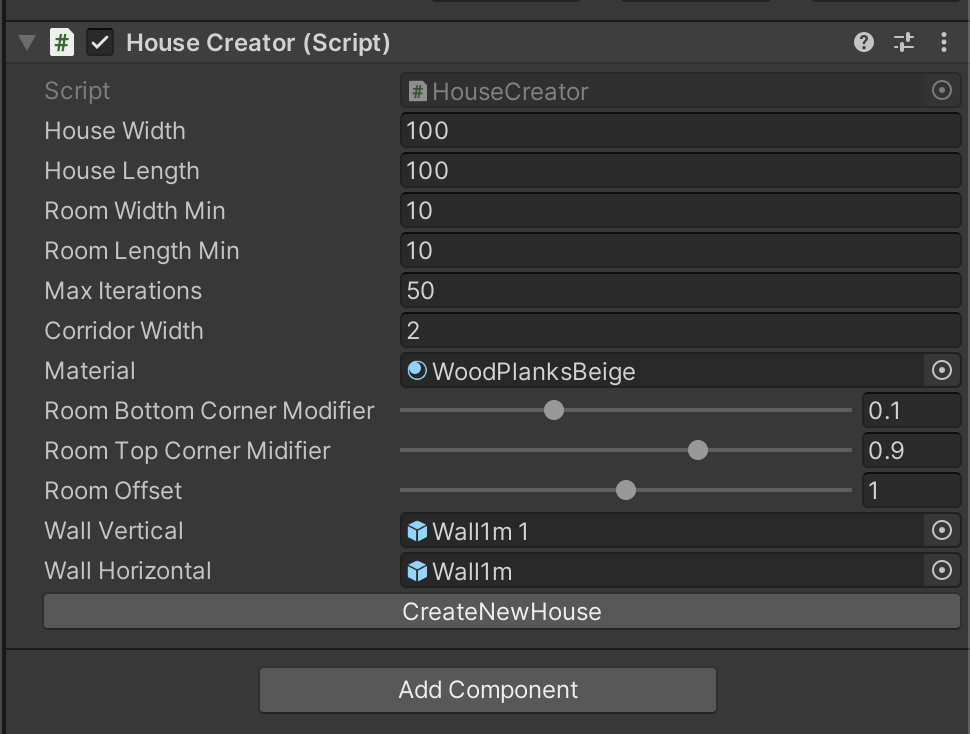 # House Creator (Script)
Script # HouseCreator
House Width 100
House Length 100
Room Width Min 10
Room Length Min 10
Max Iterations 50
Corridor Width 2
Material WoodPlanksBeige
Room Bottom Corner Modifier 0.1
Room Top Corner Midifier 0.9
Room Offset 1
Wall Vertical Wall1m 1
Wall Horizontal Wall1m
CreateNewHouse
Add Component